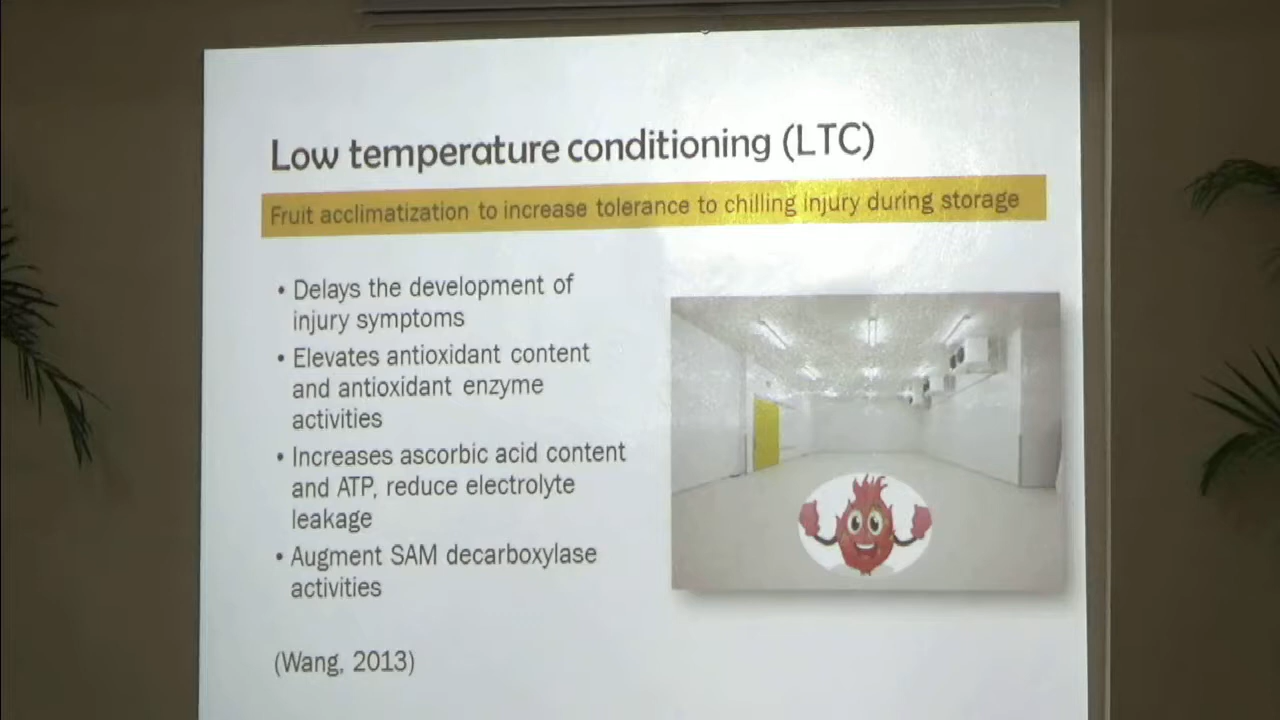 Low temperature conditioning (LTC)
Fruit acclimatization to increase tolerance to chilling injury during storage
• Delays the development of
injury symptoms
• Elevates antioxidant content
and antioxidant enzyme
activities
• Increases ascorbic acid content
and ATP, reduce electrolyte
leakage
• Augment SAM decarboxylase
activities
(Wang, 2013)